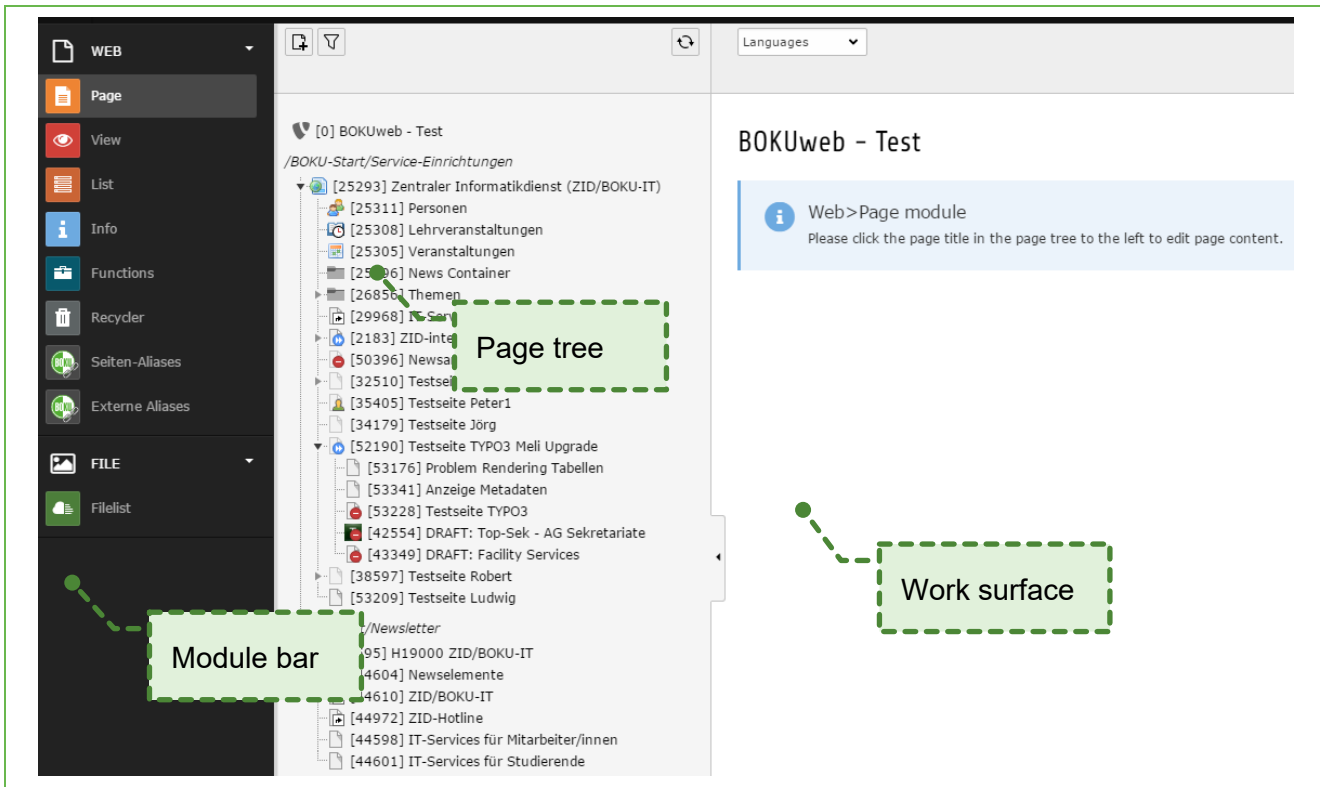 WEB
Page
View
List
Info
Functions
Recycler
Seiten-Aliases
Externe Aliases
FILE
Filelist
Module bar
[0] BOKUweb - Test
/BOKU-Start/Service-Einrichtungen
[25293] Zentraler Informatikdienst (ZID/BOKU-IT)
[25311] Personen
[25308] Lehrveranstaltungen
[25305] Veranstaltungen
News Container
[26856] Themen
[29968]
[2183]
[50396]
[32510]
[35405] Testseite Peter1
[34179] Testseite Jörg
[52190] Testseite TYPO3 Meli Upgrade
[53176] Problem Rendering Tabellen
[53341] Anzeige Metadaten
[53228] Testseite TYPO3
[42554] DRAFT: Top-Sek - AG Sekretariate
[43349] DRAFT: Facility Services
[38597] Testseite Robert
[53209] Testseite Ludwig
/Newsletter
95] H19000 ZID/BOKU-IT
4604] Newselemente
4610] ZID/BOKU-IT
[44972] ZID-Hotline
[44598] IT-Services für Mitarbeiter/innen
[44601] IT-Services für Studierende
Page tree
Languages
BOKUweb - Test
Web>Page module
Please click the page title in the page tree to the left to edit page content.
Work surface